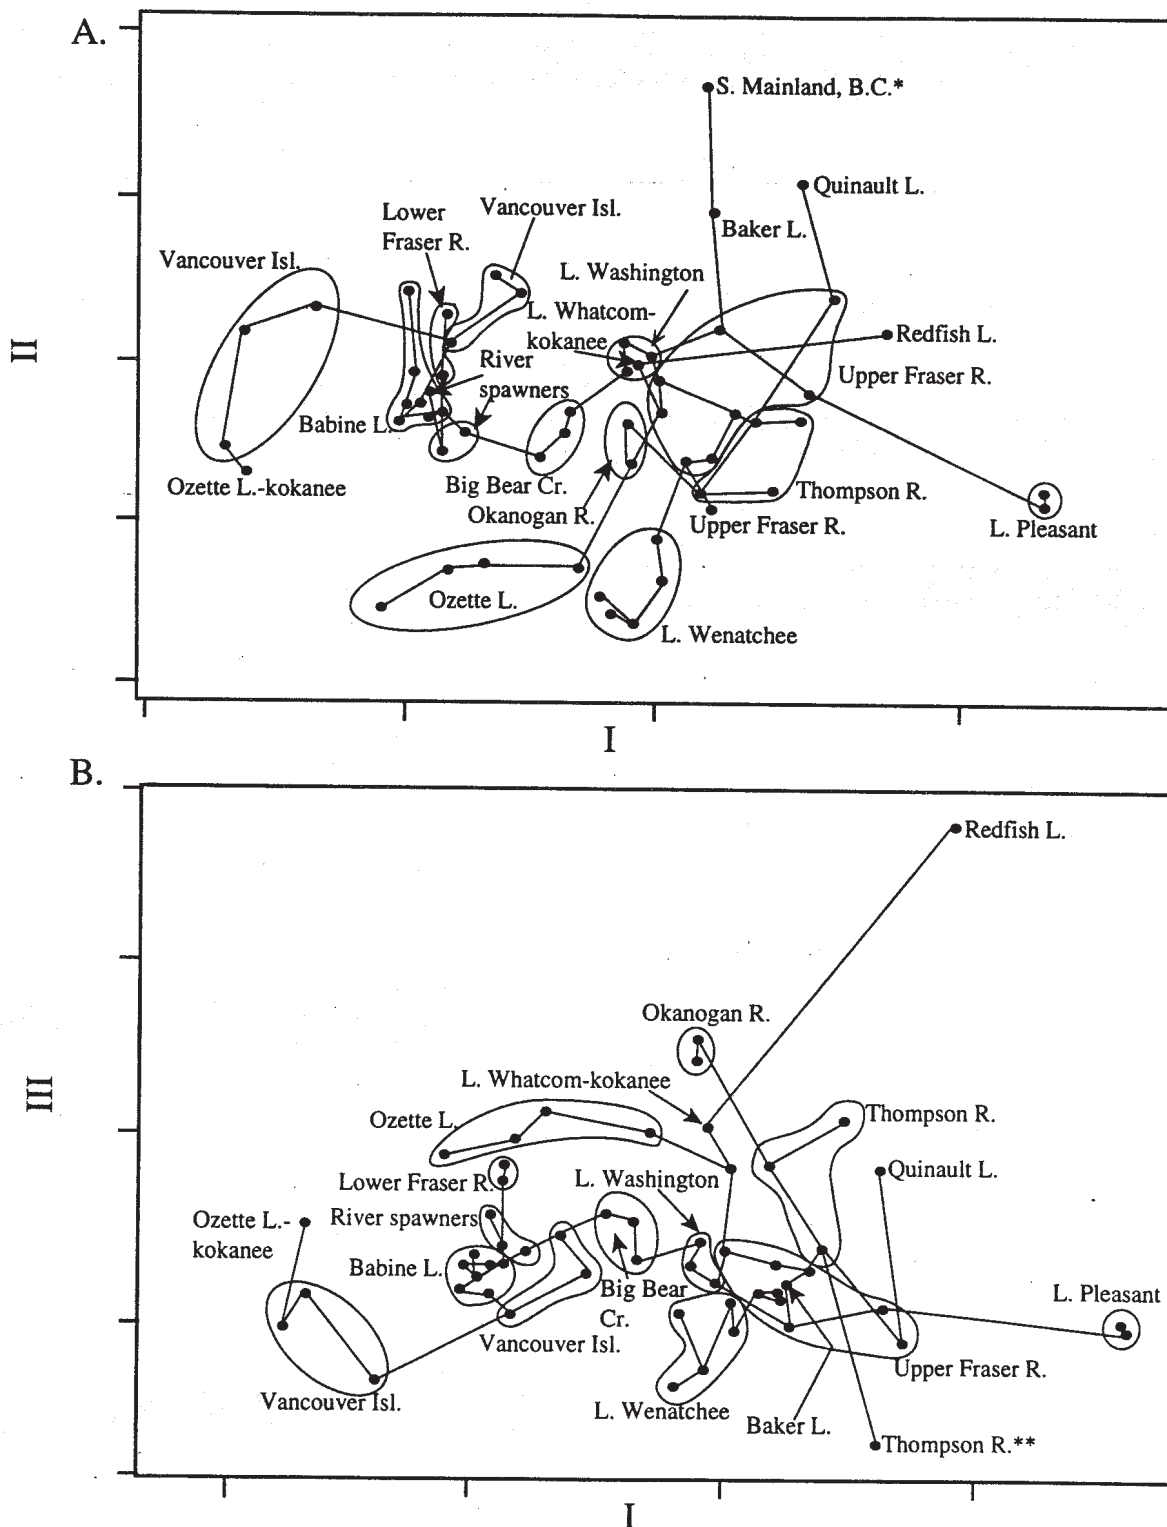 A.
S. Mainland, B.C.*
Quinault L.
Lower
Fraser R.
Vancouver Isl.
Baker L.
Vancouver Isl.
L. Washington
L. Whatcom-
kokanee
Redfish L.
II
River
spawners
Upper Fraser R.
Babine L.
Ozette L.-kokanee
Big Bear Cr.
Thompson R.
Okanogan R.
Upper Fraser R.
L. Pleasant
Ozette L.
L. Wenatchee
I
B.
Redfish L.
Okanogan R.
L. Whatcom-kokanee
III
Ozette L.
Thompson R.
Lower Fraser R.
L. Washington
Quinault L.
Ozette L.-
kokanee
River spawners
Babine L.
Big Bear
Cr.
L. Pleasant
Vancouver Isl.
Upper Fraser R.
Vancouver Isl.
L. Wenatchee
Baker L.
Thompson R.**
I